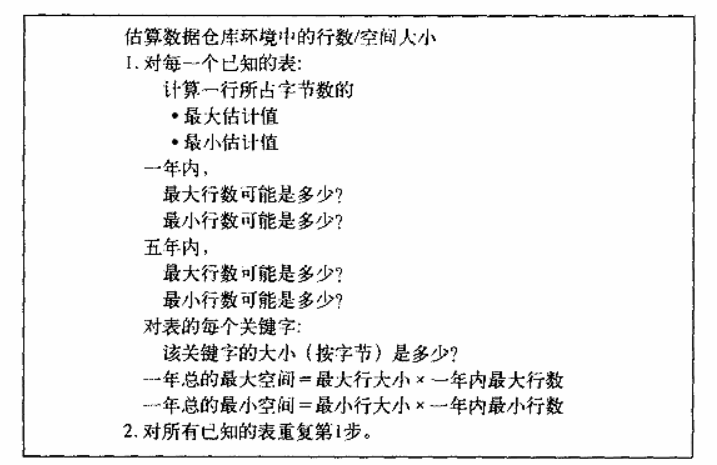 估算数据仓库环境中的行数/空间大小
1. 对每一个已知的表:
计算一行所占字节数的
• 最大估计值
• 最小估计值
一年内,
最大行数可能是多少?
最小行数可能是多少?
五年内,
最大行数可能是多少?
最小行数可能是多少?
对表的每个关键字:
该关键字的大小（按字节）是多少?
一年总的最大空间=最大行大小×一年内最大行数
一年总的最小空间=最小行大小×一年内最小行数
2. 对所有已知的表重复第1步。